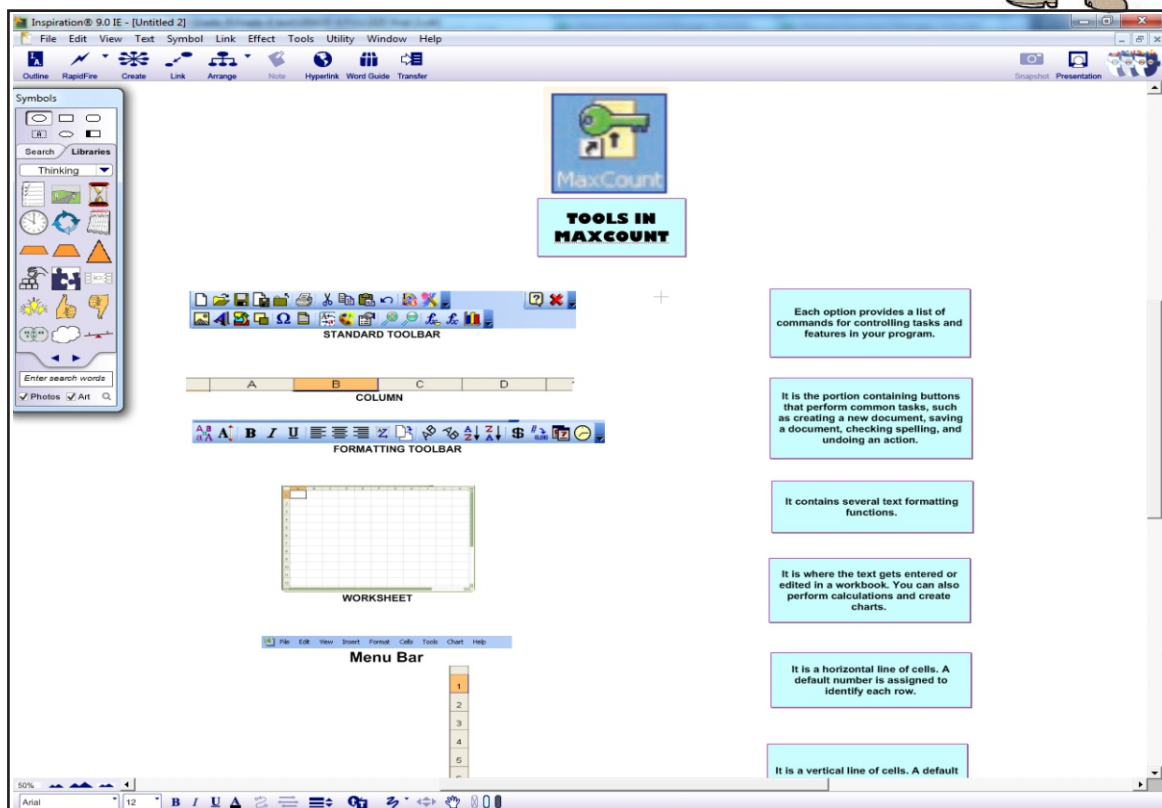 Inspiration® 9.0 IE - [Untitled 2]
File Edit View Text Symbol Link Effect Tools Utility Window Help
Outline RapidFire Create Link Arrange Note Hyperlink Word Guide Transfer Snapshot Presentation
Symbols
Search Libraries
Thinking
Enter search words
Photos Art
MaxCount
TOOLS IN
MAXCOUNT
STANDARD TOOLBAR
A B C D
COLUMN
B I U
FORMATTING TOOLBAR
WORKSHEET
File Edit View Insert Format Cells Tools Chart Help
Menu Bar
1
2
3
4
5
Each option provides a list of
commands for controlling tasks and
features in your program.
It is the portion containing buttons
that perform common tasks, such
as creating a new document, saving
a document, checking spelling, and
undoing an action.
It contains several text formatting
functions.
It is where the text gets entered or
edited in a workbook. You can also
perform calculations and create
charts.
It is a horizontal line of cells. A
default number is assigned to
identify each row.
It is a vertical line of cells. A default
50%
Arial 12 B I U A